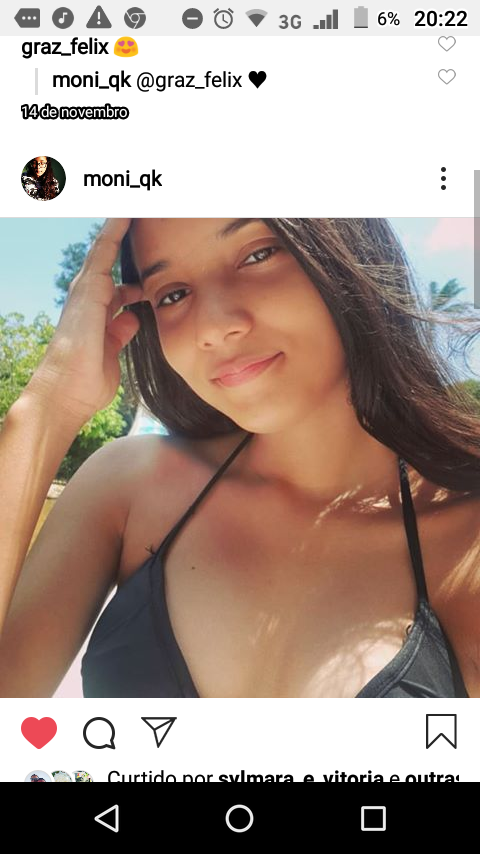 3G 6% 20:22
graz_felix 😍
moni_qk @graz_felix ♥
14 de novembro
moni_qk
Curtido por sylmara_e_vitoria e outras